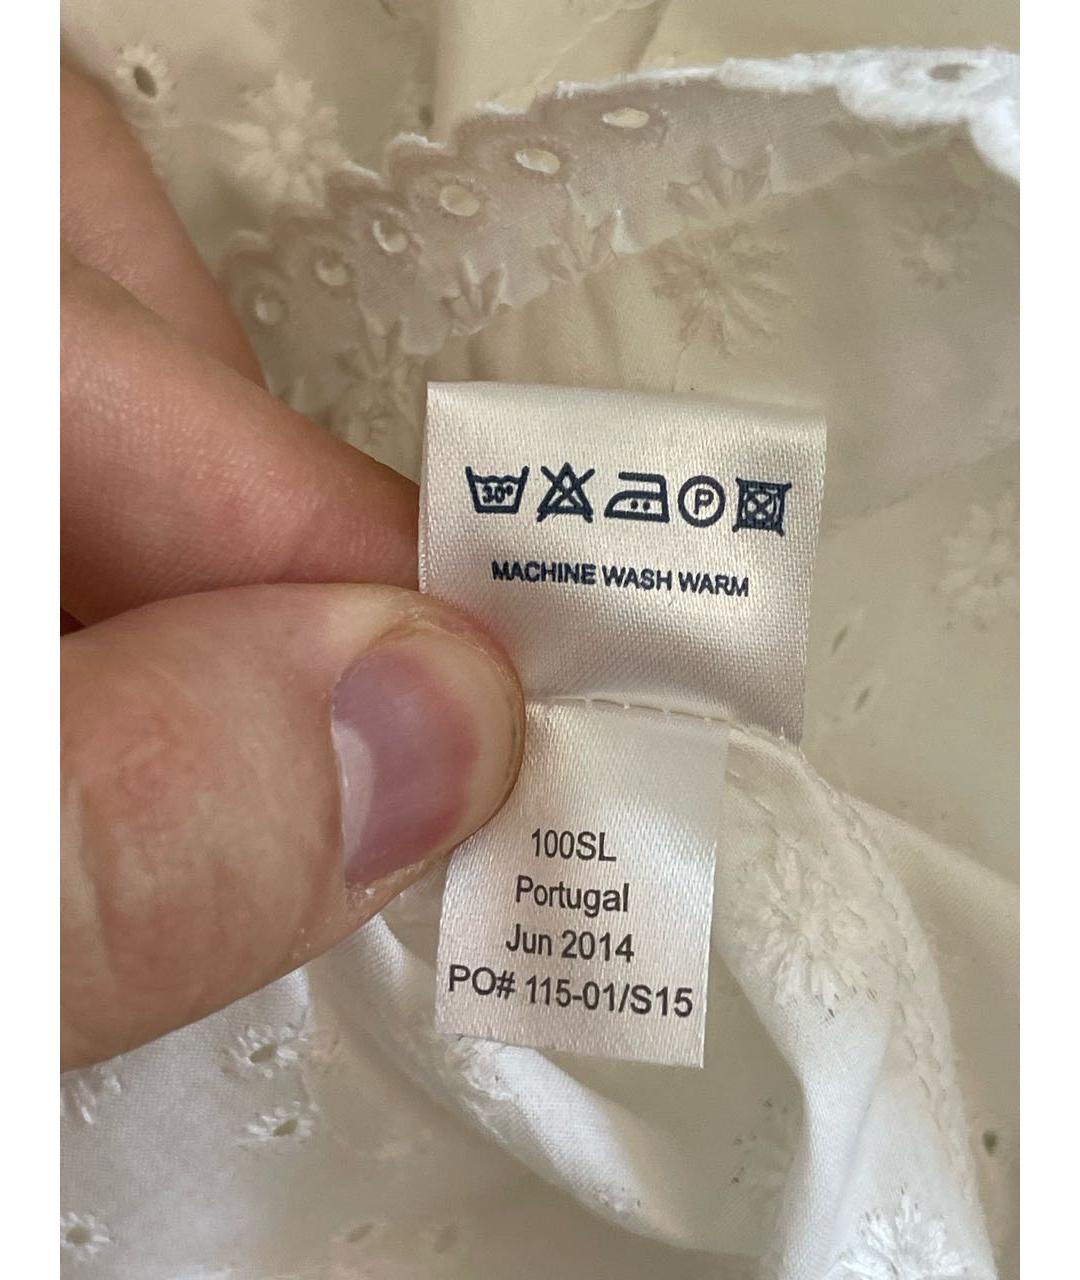 30°
P
MACHINE WASH WARM
100SL
Portugal
Jun 2014
PO# 115-01/S15